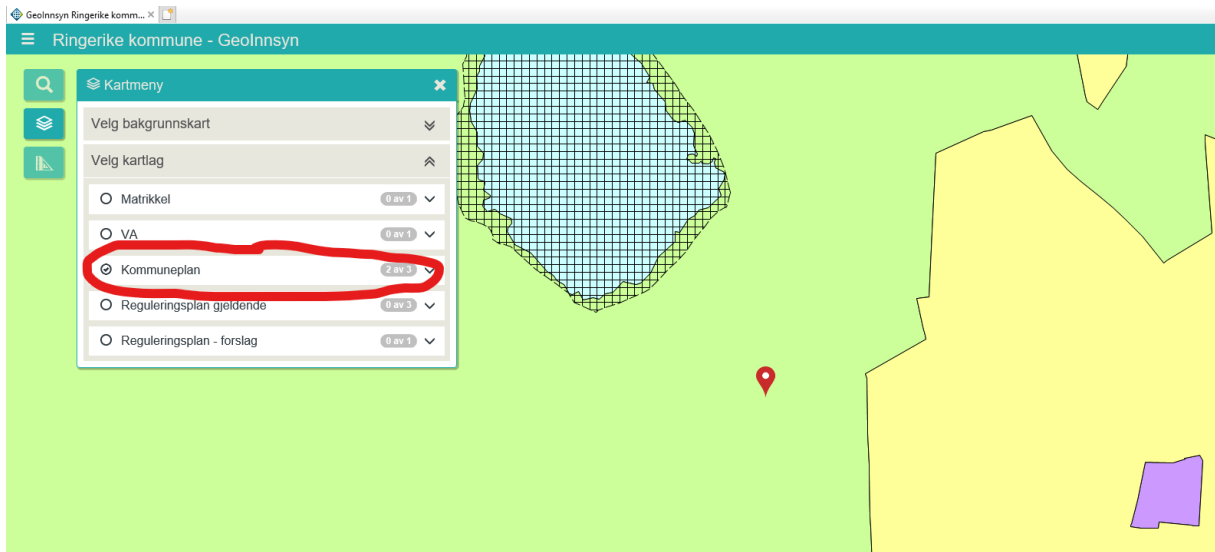 GeoInnsyn Ringerike komm...
Ringerike kommune - GeoInnsyn
Kartmeny
Velg bakgrunnskart
Velg kartlag
Matrikkel 0 av 1
VA 0 av 1
Kommuneplan 2 av 3
Reguleringsplan gjeldende 0 av 3
Reguleringsplan - forslag 0 av 1